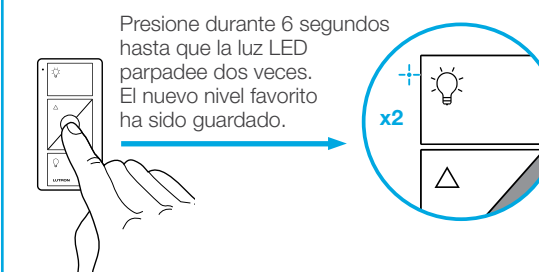 Presione durante 6 segundos
hasta que la luz LED
parpadee dos veces.
El nuevo nivel favorito
ha sido guardado.
x2
LUTRON